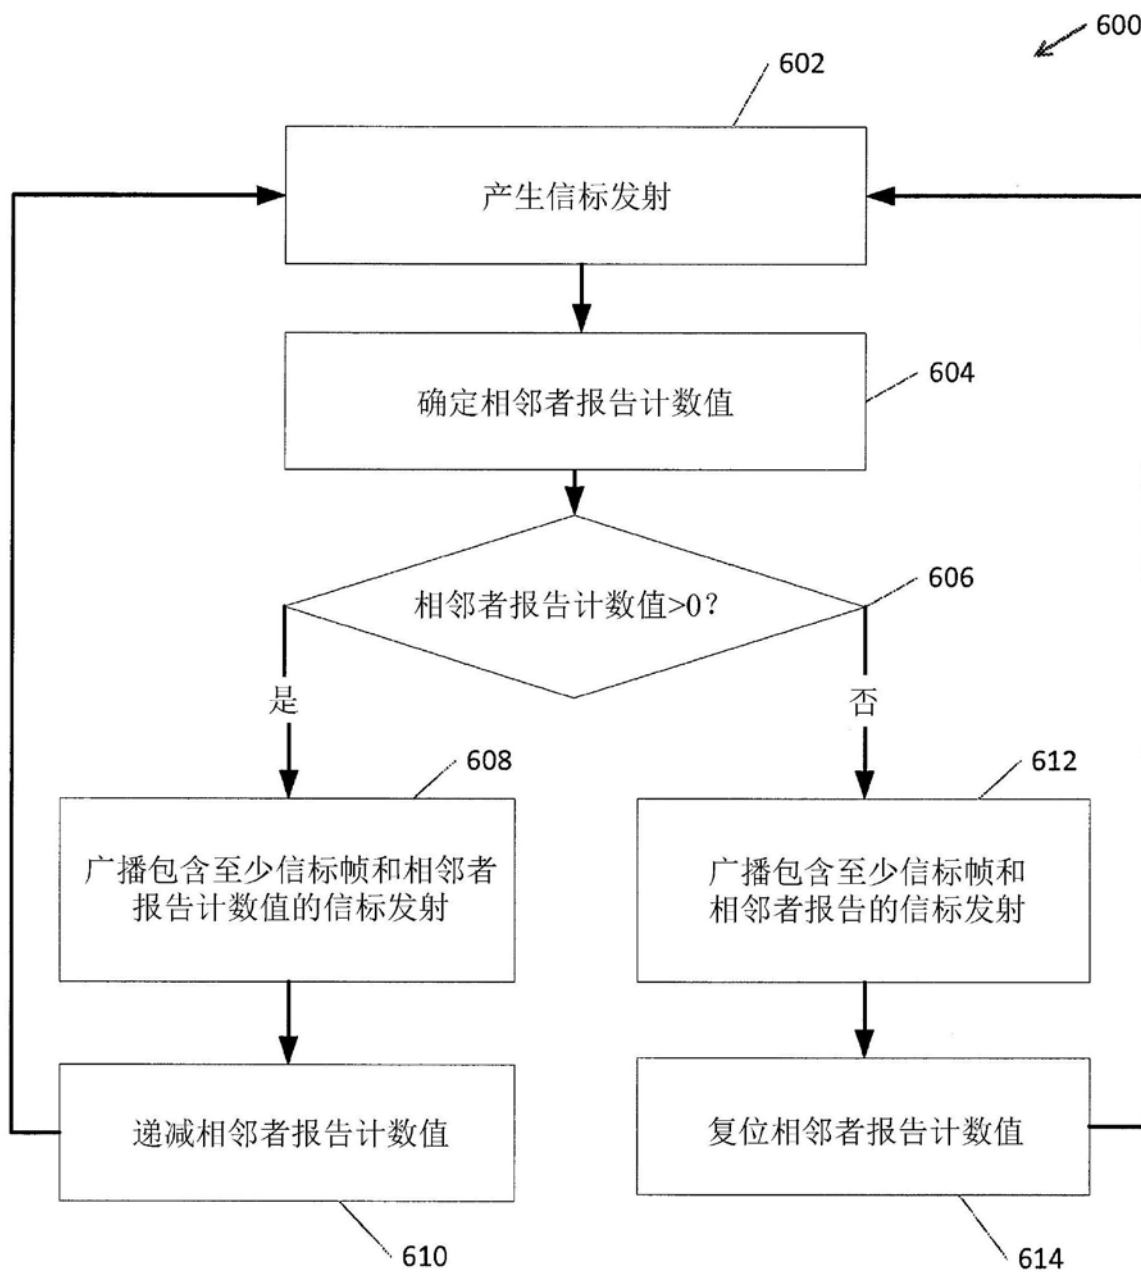 600
602
产生信标发射
604
确定相邻者报告计数值
606
相邻者报告计数值>0?
是
否
608
612
广播包含至少信标帧和相邻者
报告计数值的信标发射
广播包含至少信标帧和
相邻者报告的信标发射
递减相邻者报告计数值
复位相邻者报告计数值
610
614